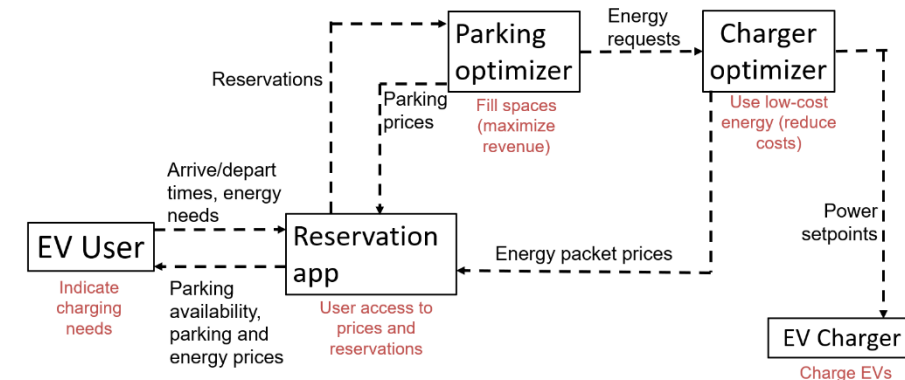 Reservations
Parking
optimizer
Fill spaces
(maximize
revenue)
Parking
prices
Energy
requests
Charger
optimizer
Use low-cost
energy (reduce
costs)
Arrive/depart
times, energy
needs
EV User
Indicate
charging
needs
Parking
availability,
parking and
energy prices
Reservation
app
User access to
prices and
reservations
Energy packet prices
Power
setpoints
EV Charger
Charge EVs